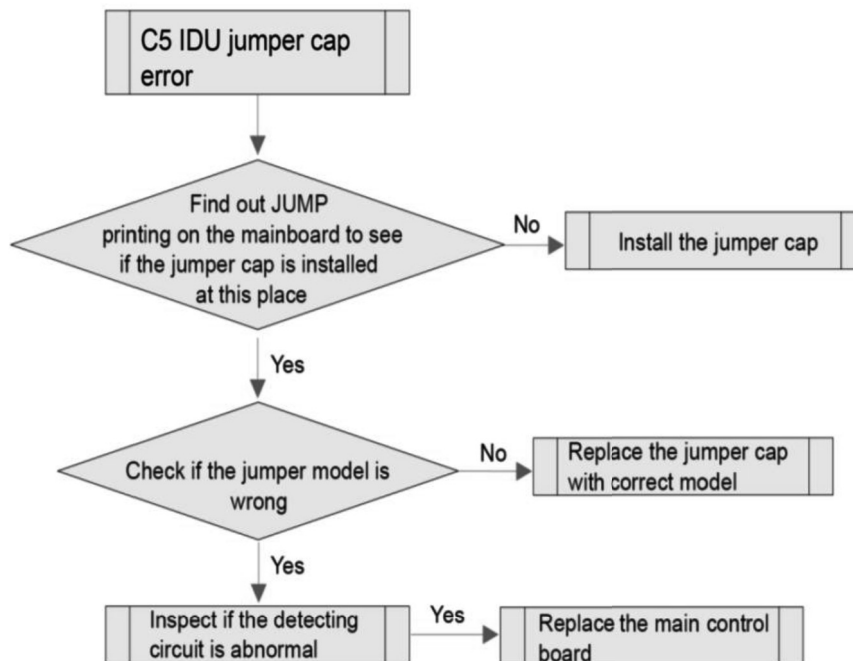 C5 IDU jumper cap
error
Find out JUMP
printing on the mainboard to see
if the jumper cap is installed
at this place
No
Install the jumper cap
Yes
Check if the jumper model is
wrong
No
Replace the jumper cap
with correct model
Yes
Inspect if the detecting
circuit is abnormal
Yes
Replace the main control
board